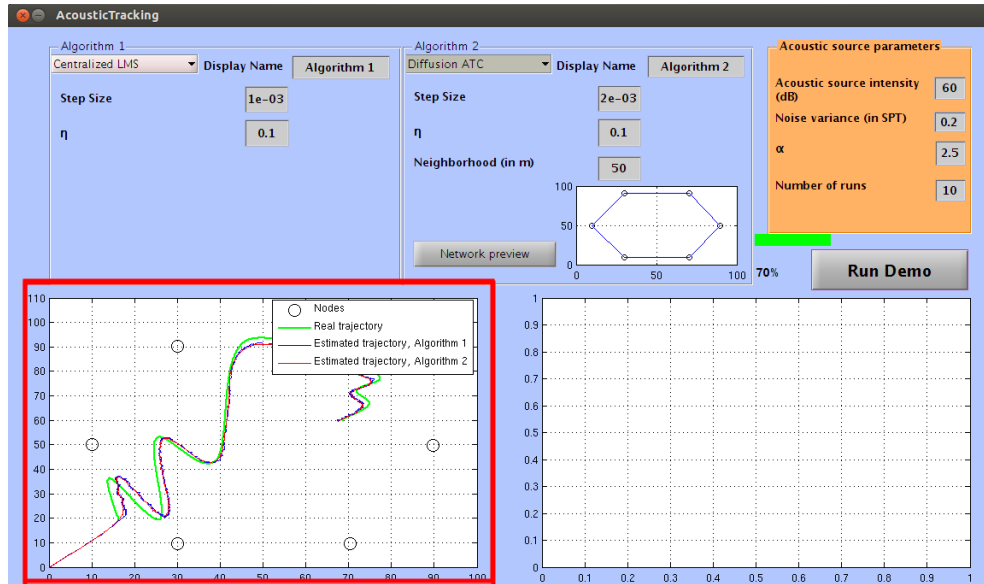 AcousticTracking
Algorithm 1
Centralized LMS
Display Name
Algorithm 1
Step Size
1e-03
η
0.1
Algorithm 2
Diffusion ATC
Display Name
Algorithm 2
Step Size
2e-03
η
0.1
Neighborhood (in m)
50
Network preview
100
50
0
0 50 100
Acoustic source parameters
Acoustic source intensity
(dB)
60
Noise variance (in SPT)
0.2
α
2.5
Number of runs
10
70%
Run Demo
110
100
90
80
70
60
50
40
30
20
10
0
0 10 20 30 40 50 60 70 80 90 100
Nodes
Real trajectory
Estimated trajectory, Algorithm 1
Estimated trajectory, Algorithm 2
1
0.9
0.8
0.7
0.6
0.5
0.4
0.3
0.2
0.1
0
0 0.1 0.2 0.3 0.4 0.5 0.6 0.7 0.8 0.9 1